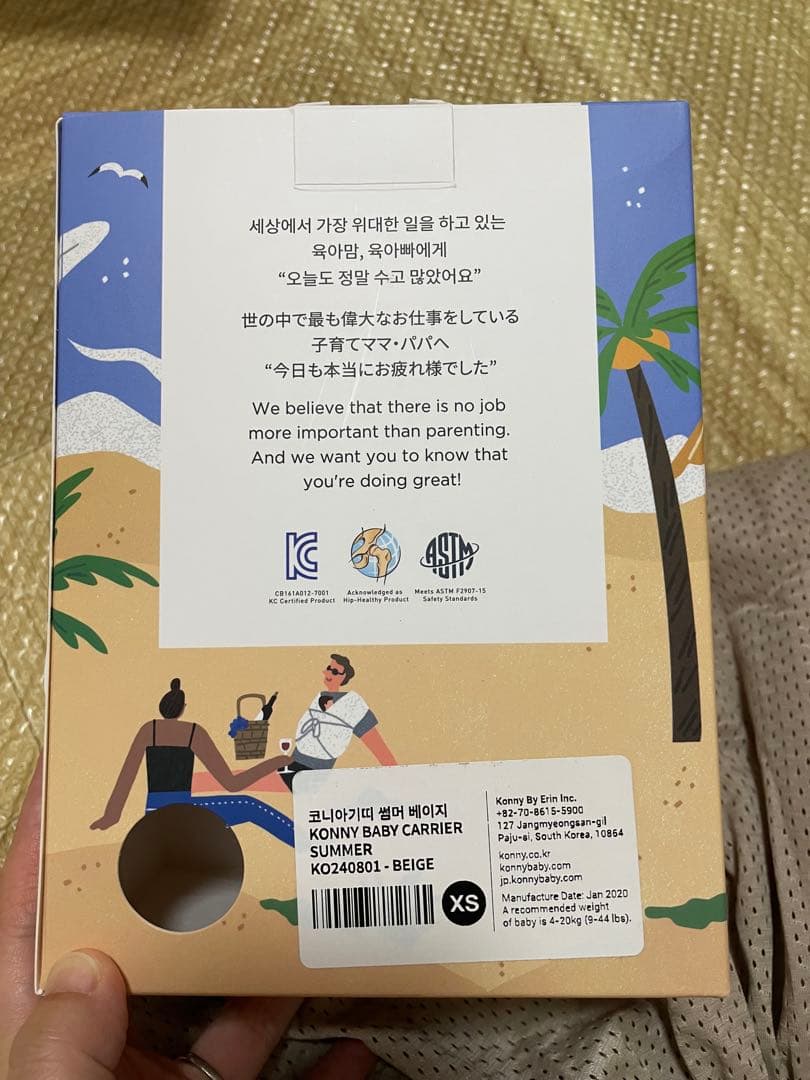 세상에서 가장 위대한 일을 하고 있는
육아맘, 육아빠에게
“오늘도 정말 수고 많았어요”
世の中で最も偉大なお仕事をしている
子育てママ・パパへ
“今日も本当にお疲れ様でした”
We believe that there is no job
more important than parenting.
And we want you to know that
you're doing great!
KC
CB161A012-7001
KC Certified Product
Acknowledged as
Hip-Healthy Product
ASTM
Meets ASTM F2907-15
Safety Standards
코니아기띠 썸머 베이지
KONNY BABY CARRIER
SUMMER
KO240801 - BEIGE
XS
Konny By Erin Inc.
+82-70-8615-5900
127 Jangmyeongsan-gil
Paju-si, South Korea, 10864
konny.co.kr
konnybaby.com
jp.konnybaby.com
Manufacture Date: Jan 2020
A recommended weight
of baby is 4-20kg (9-44 lbs).